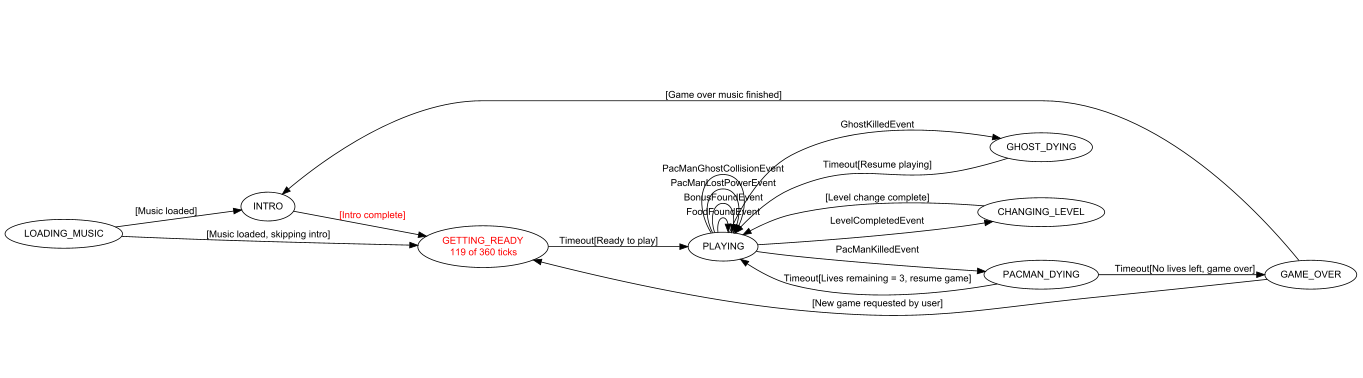 [Game over music finished]
GhostKilledEvent
GHOST_DYING
PacManGhostCollisionEvent
Timeout[Resume playing]
PacManLostPowerEvent
BonusFoundEvent
[Level change complete]
INTRO
[Music loaded]
[Intro complete]
FoodFoundEvent
CHANGING_LEVEL
LevelCompletedEvent
LOADING_MUSIC
[Music loaded, skipping intro]
GETTING_READY
119 of 360 ticks
Timeout[Ready to play]
PLAYING
PacManKilledEvent
Timeout[Lives remaining = 3, resume game]
PACMAN_DYING
Timeout[No lives left, game over]
GAME_OVER
[New game requested by user]